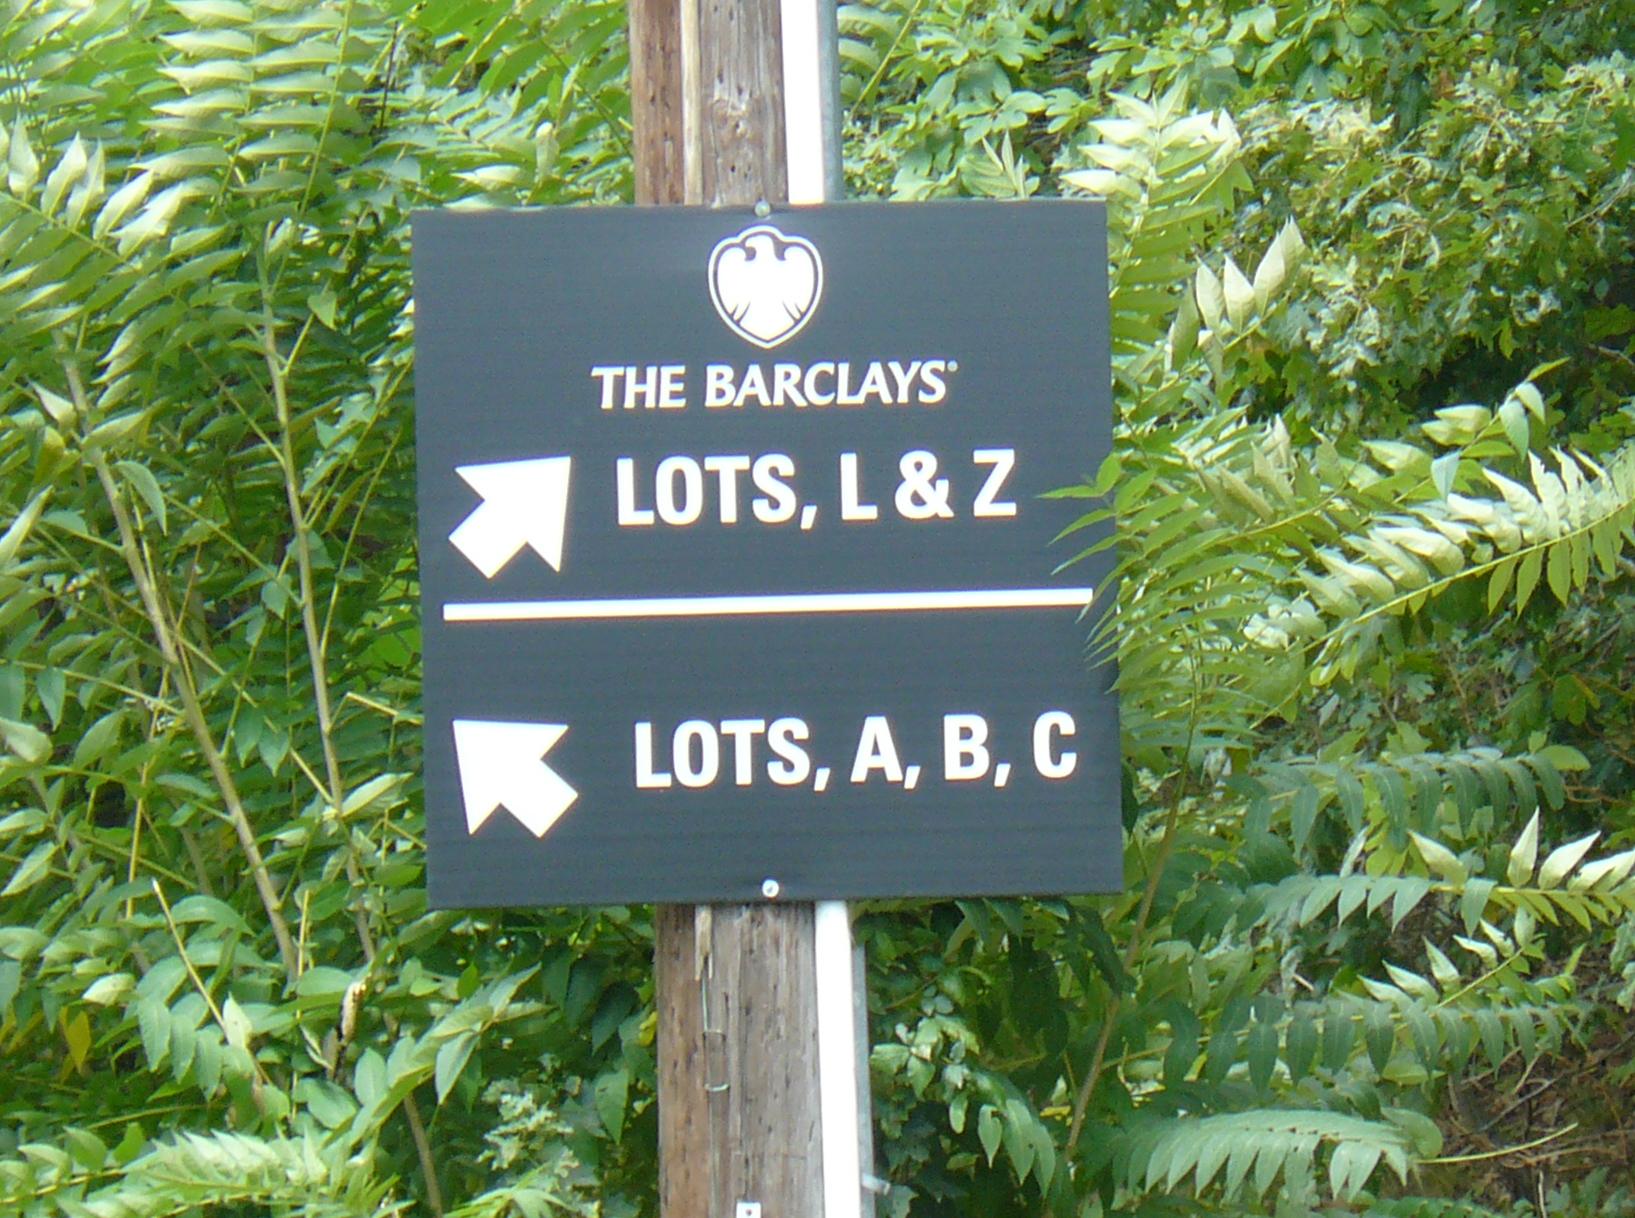 THE BARCLAYS®
LOTS, L & Z
LOTS, A, B, C